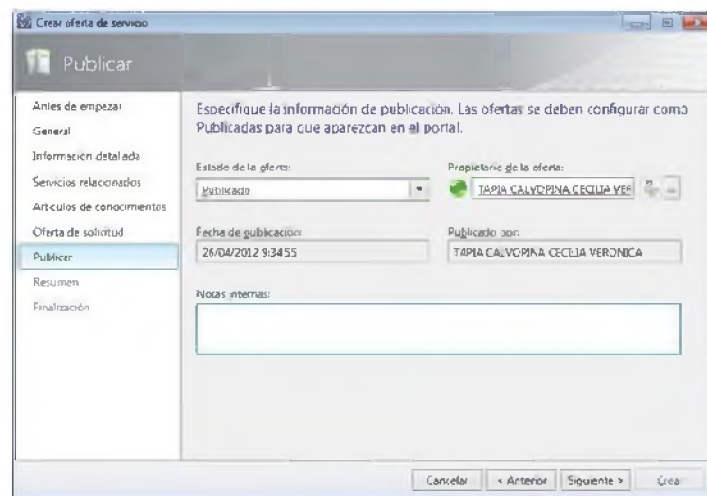 Crear oferta de servicio
Publicar
Antes de empezar
General
Información detallada
Servicios relacionados
Artículos de conocimientos
Oferta de solicitud
Publicar
Resumen
Finalización
Especifique la información de publicación. Las ofertas se deben configurar como
Publicadas para que aparezcan en el portal.
Estado de la oferta:
Propietario de la oferta:
Publicado
TAPIA CALVOPINA CECILIA VER
Fecha de publicación:
Publicado por:
26/04/2012 9:34:55
TAPIA CALVOPINA CECILIA VERONICA
Notas internas:
Cancelar
< Anterior
Siguiente >
Crear